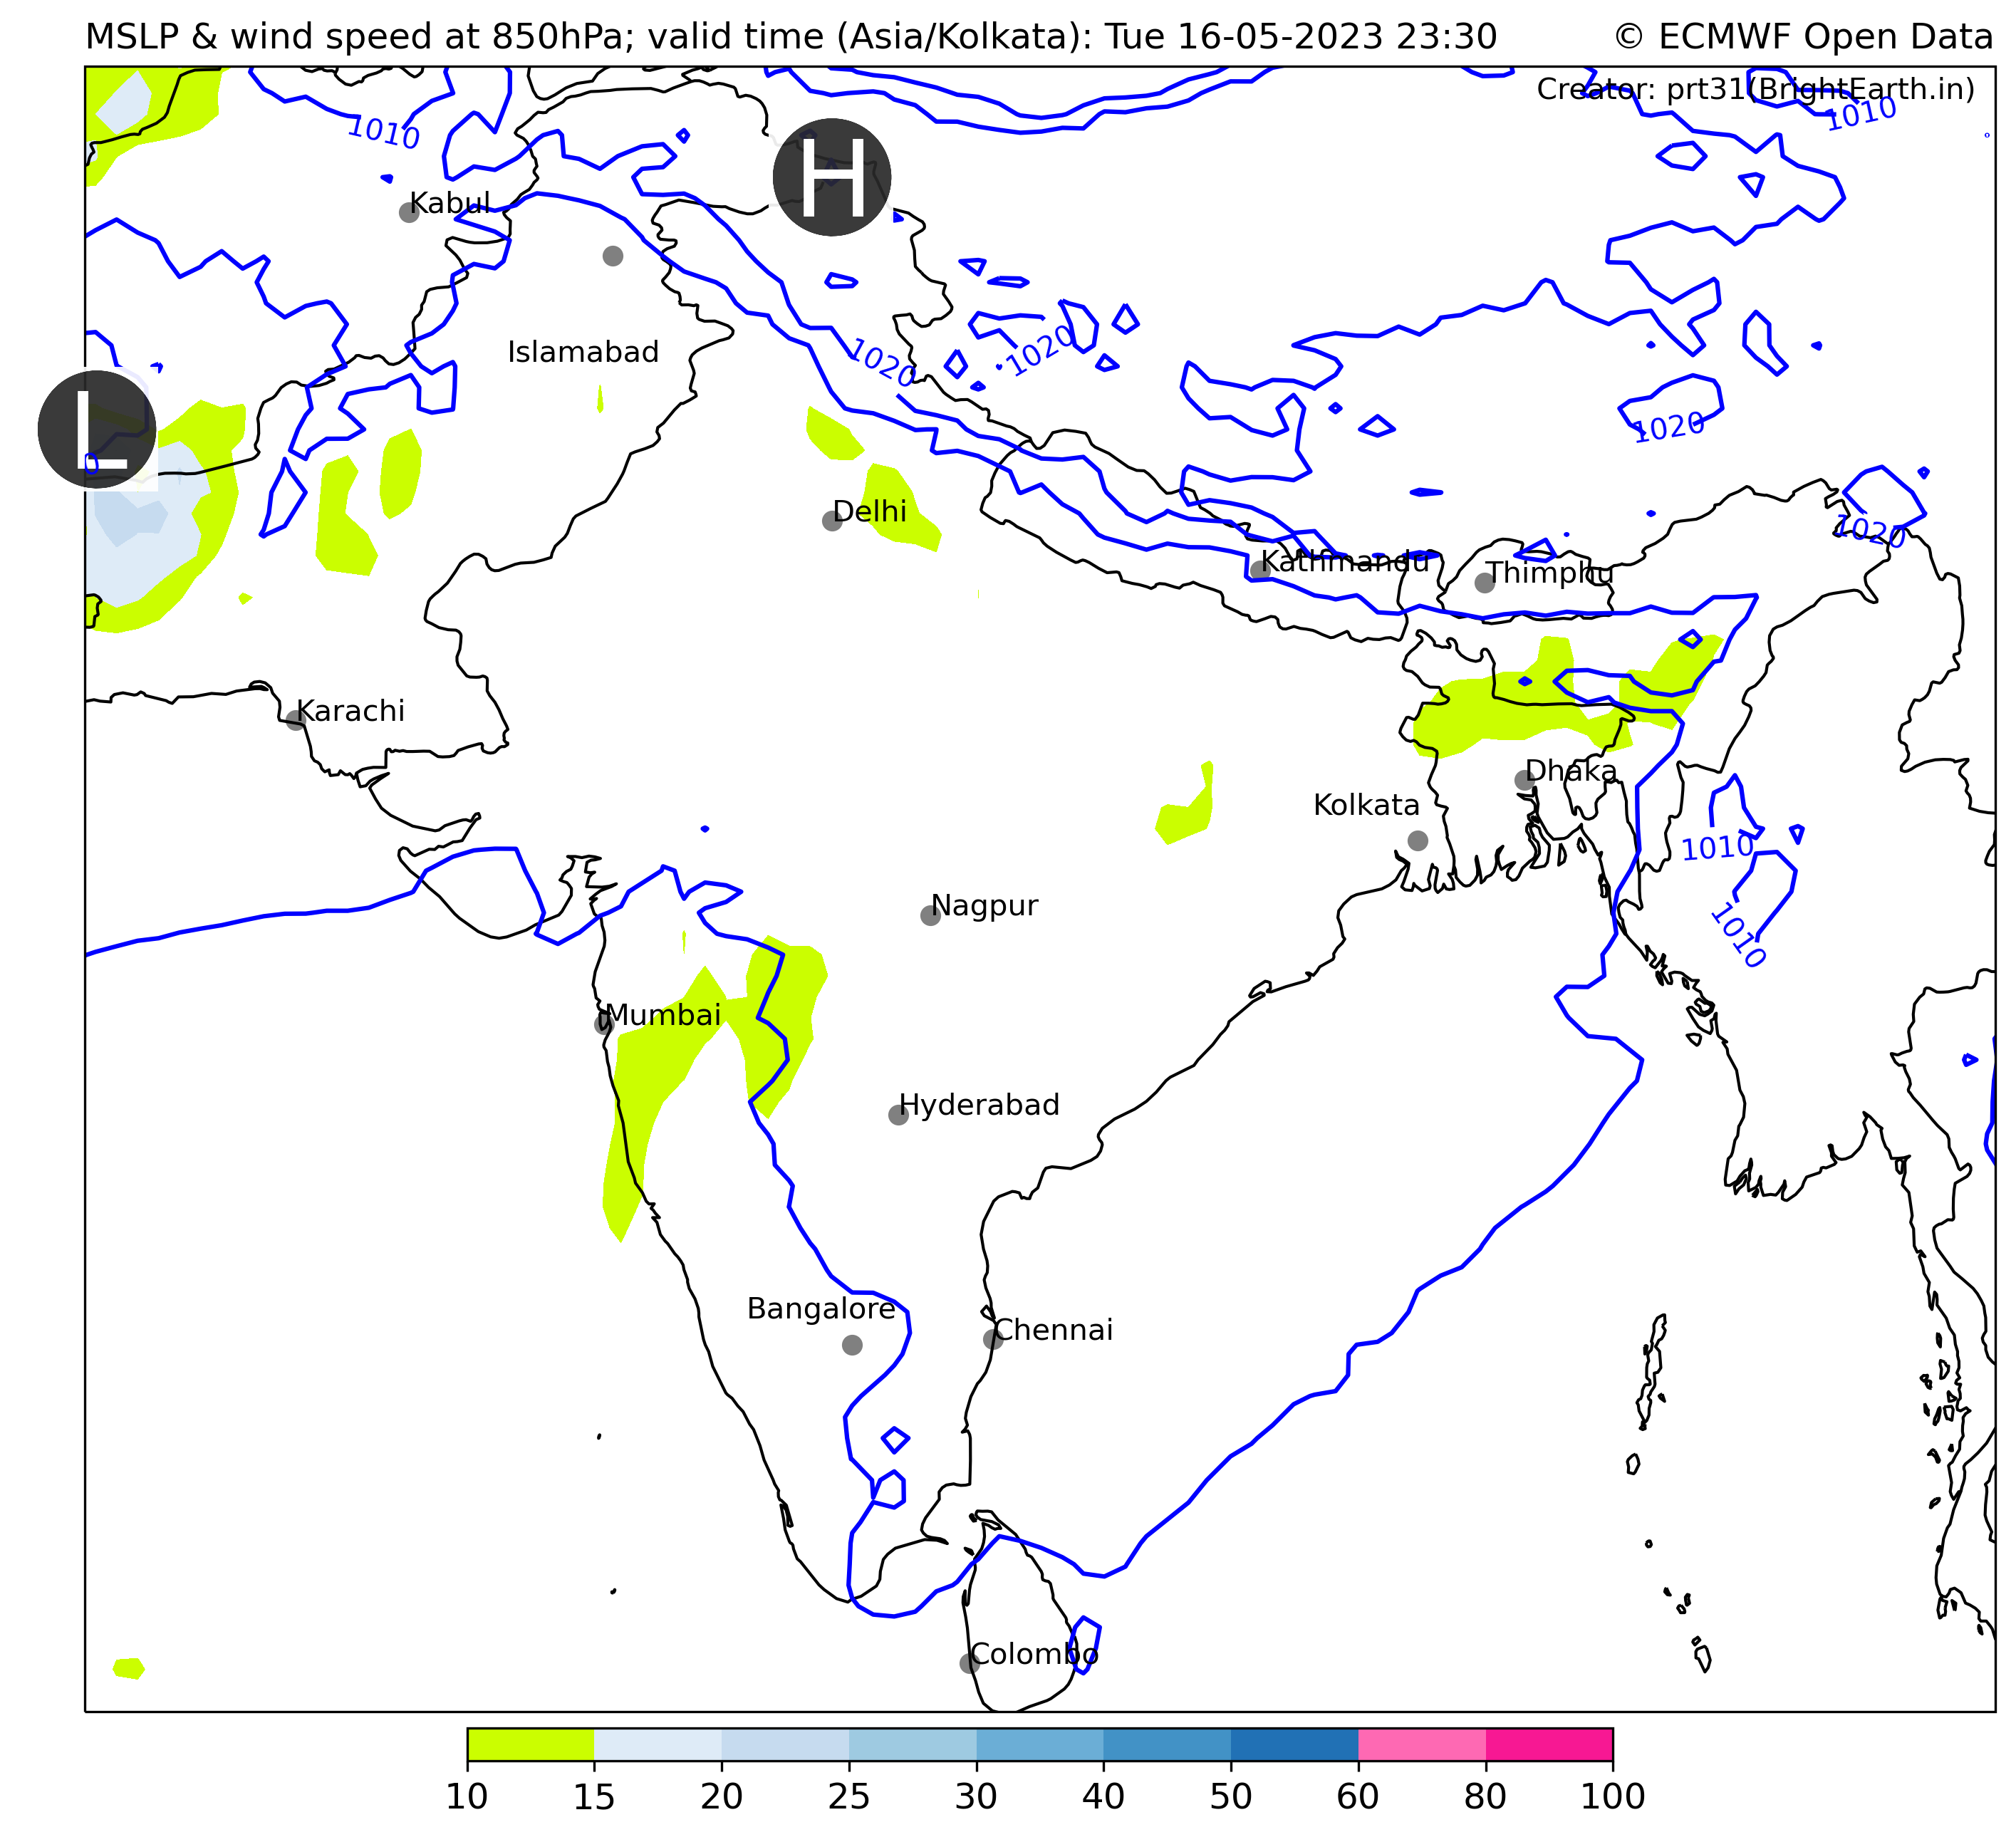 MSLP & wind speed at 850hPa; valid time (Asia/Kolkata): Tue 16-05-2023 23:30 © ECMWF Open Data
Creator: prt31(BrightEarth.in)
1010
1010
H
Kabul
Islamabad
1020
1020
L
0
1020
1020
Delhi
Kathmandu
Thimphu
Karachi
Dhaka
Kolkata
1010
Nagpur
1010
Mumbai
Hyderabad
Bangalore
Chennai
Colombo
10 15 20 25 30 40 50 60 80 100